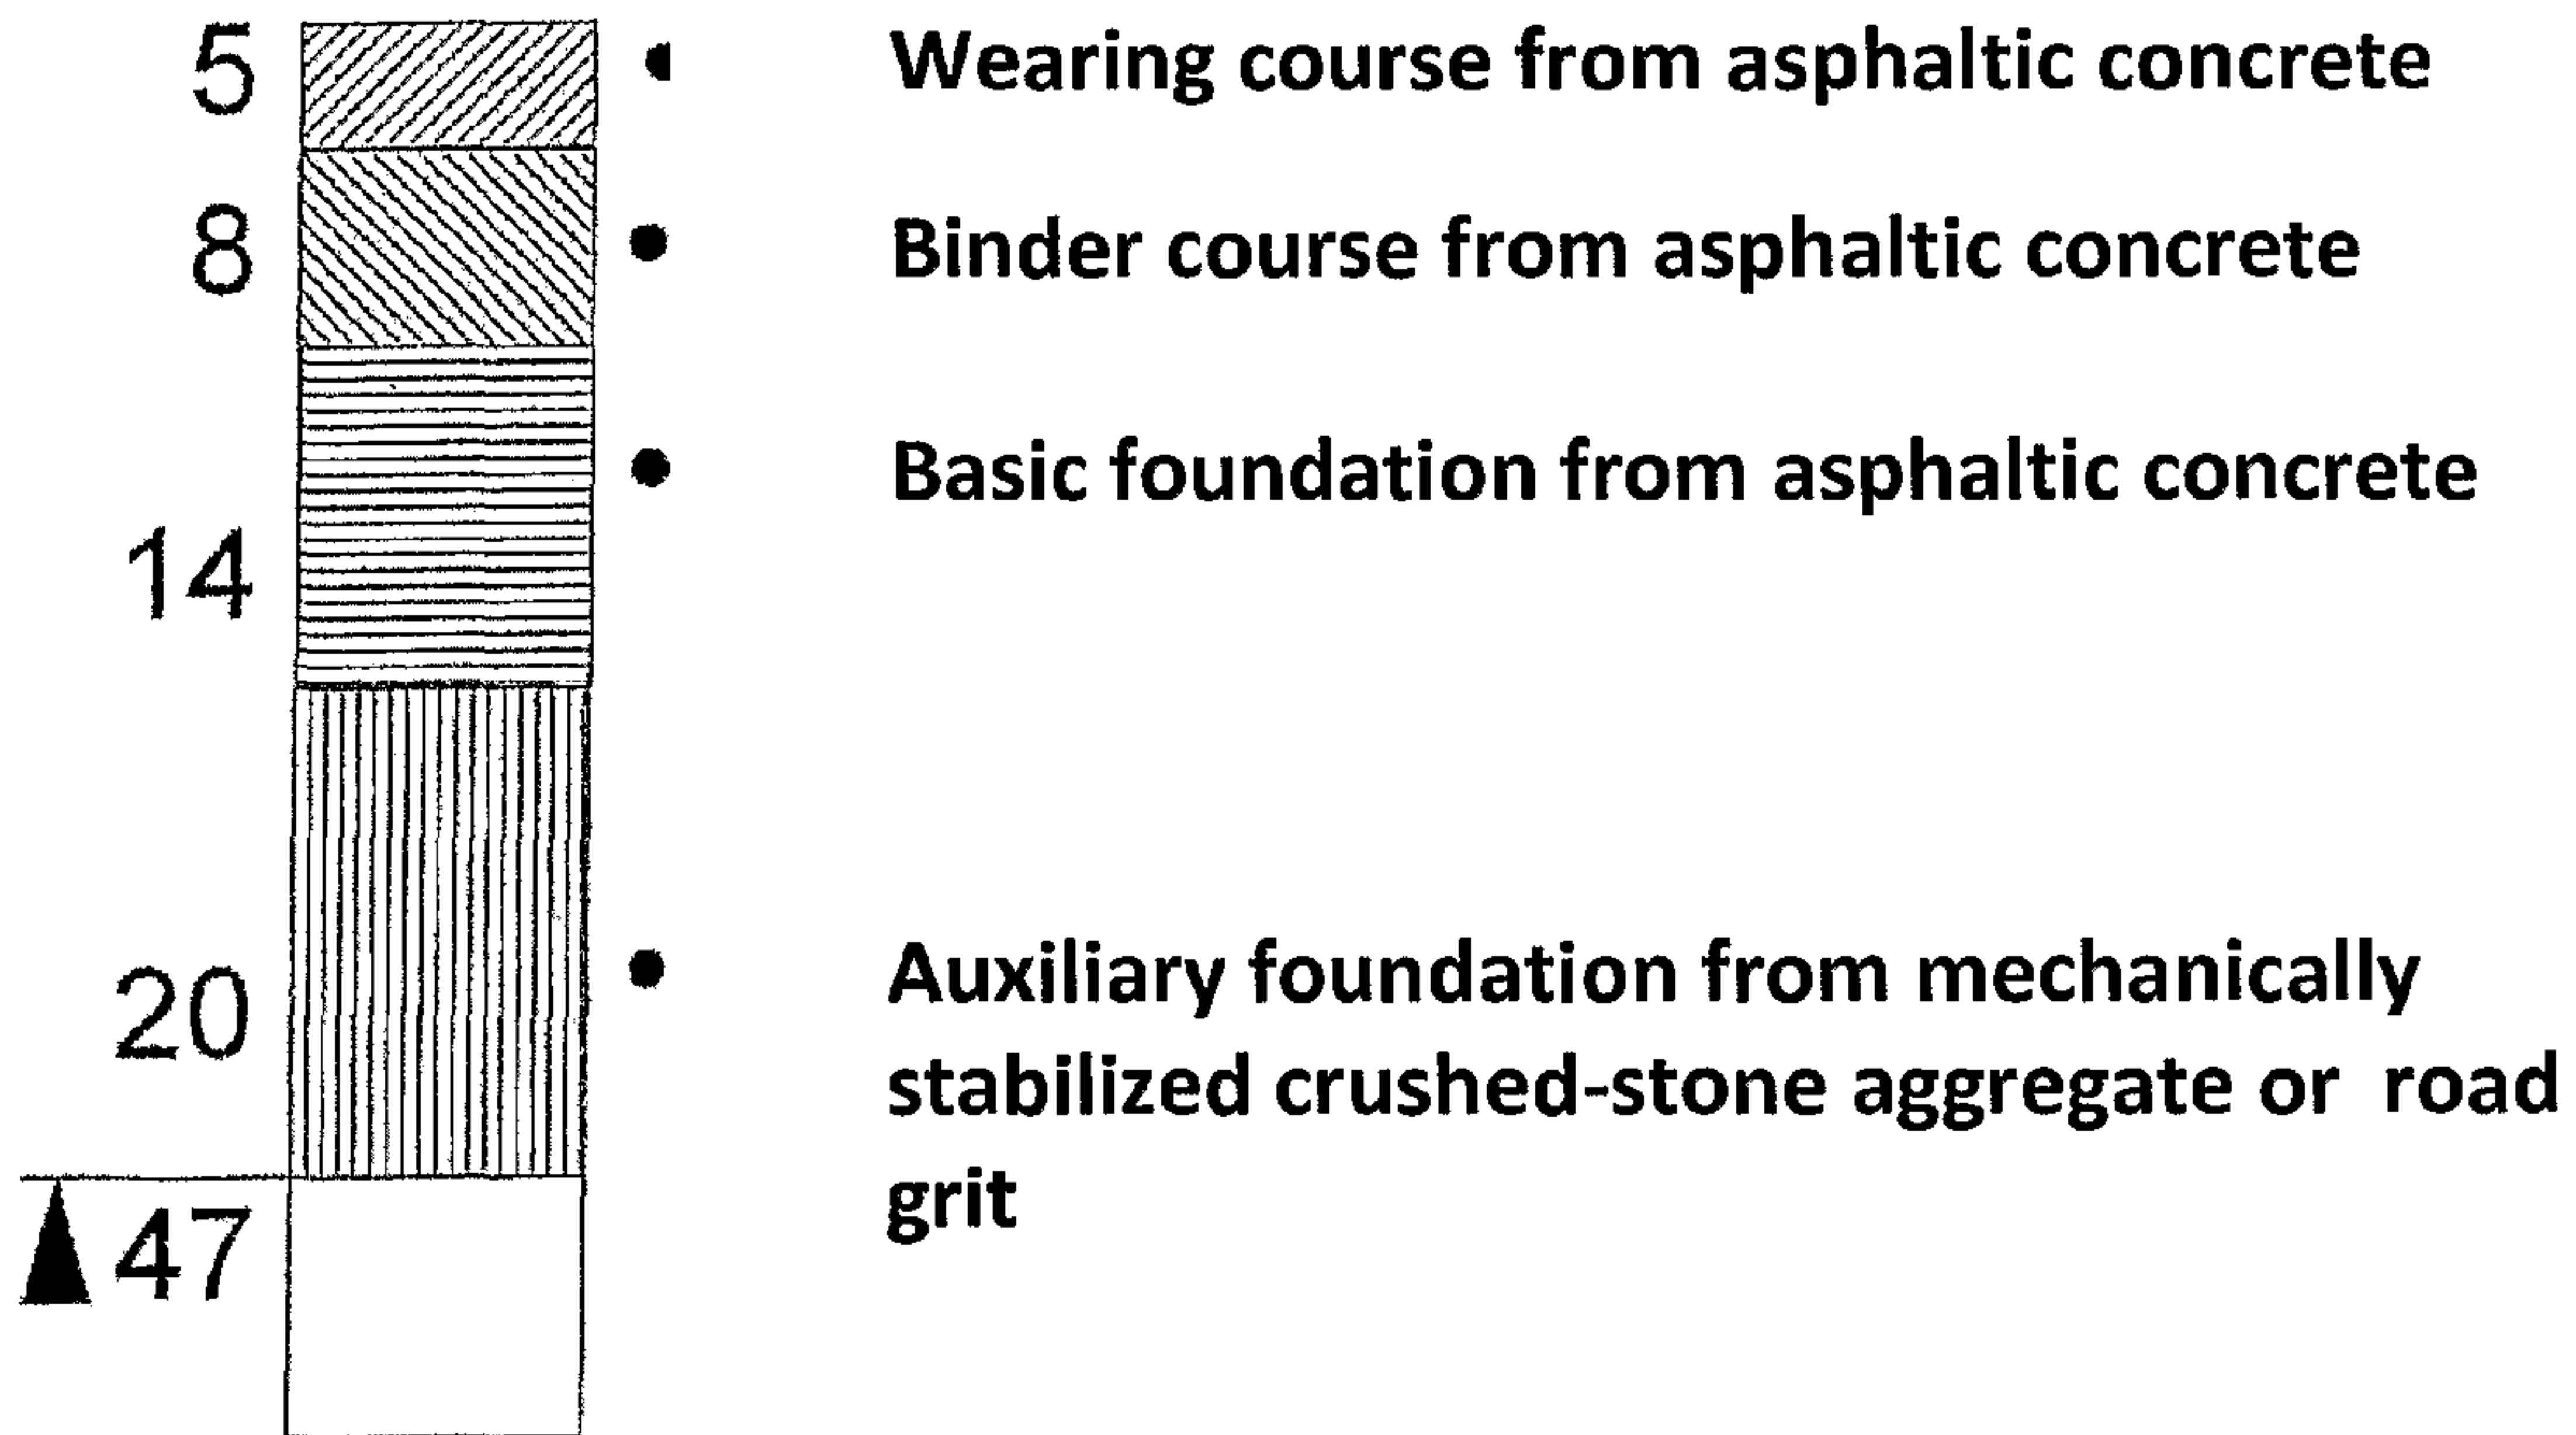 5 Wearing course from asphaltic concrete
8 Binder course from asphaltic concrete
Basic foundation from asphaltic concrete
14
Auxiliary foundation from mechanically
20
stabilized crushed-stone aggregate or road
grit
47